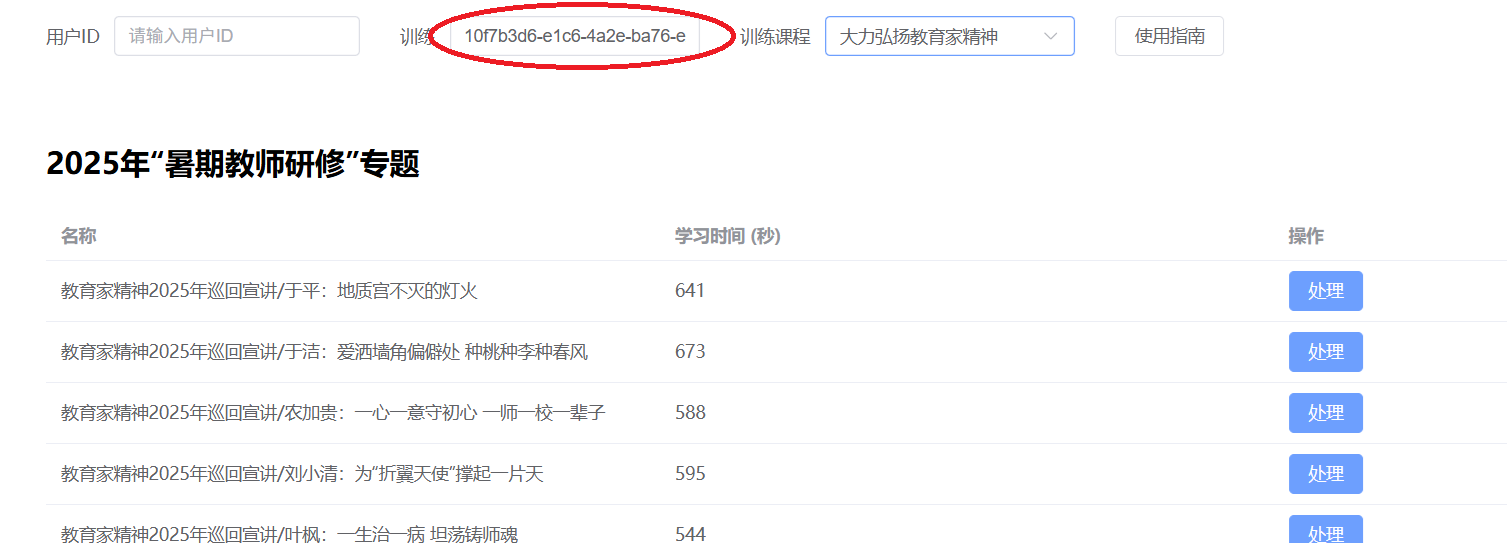 用户ID 请输入用户ID 训练 10f7b3d6-e1c6-4a2e-ba76-e 训练课程 大力弘扬教育家精神 使用指南
2025年“暑期教师研修”专题
名称 学习时间 (秒) 操作
教育家精神2025年巡回宣讲/于平：地质宫不灭的灯火 641 处理
教育家精神2025年巡回宣讲/于洁：爱洒墙角偏僻处 种桃种李种春风 673 处理
教育家精神2025年巡回宣讲/农加贵：一心一意守初心 一师一校一辈子 588 处理
教育家精神2025年巡回宣讲/刘小清：为“折翼天使”撑起一片天 595 处理
教育家精神2025年巡回宣讲/叶枫：一生治一病 坦荡铸师魂 544 处理